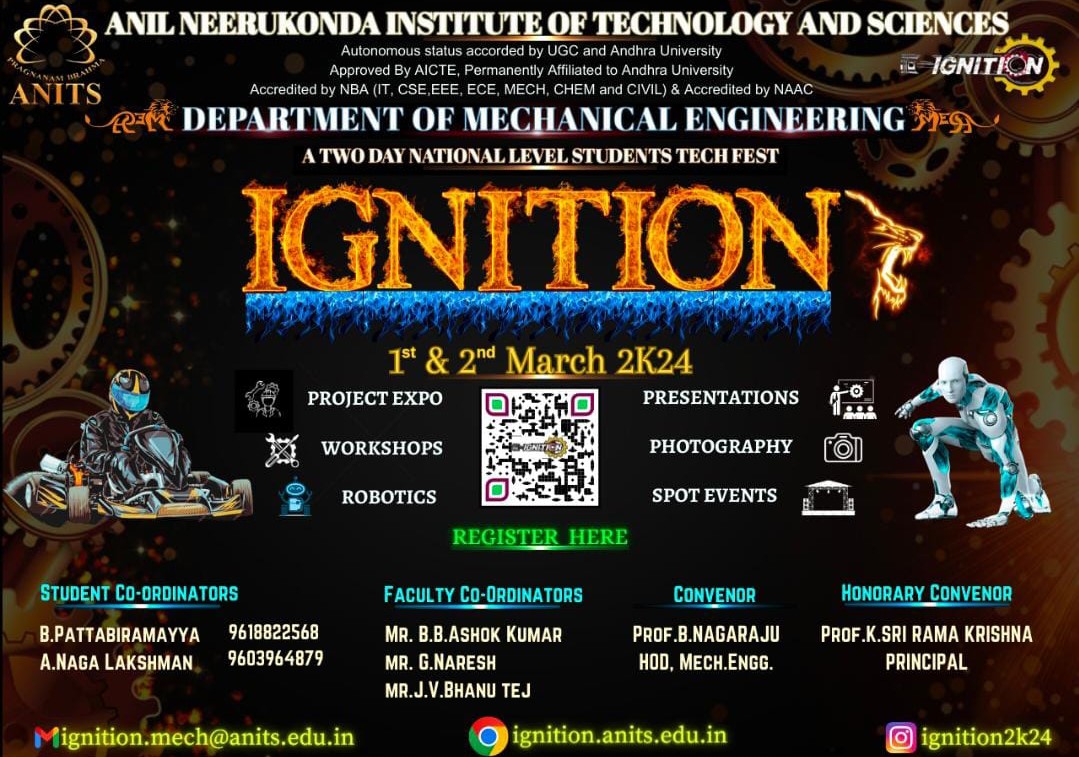 ANIL NEERUKONDA INSTITUTE OF TECHNOLOGY AND SCIENCES
Autonomous status accorded by UGC and Andhra University
Approved By AICTE, Permanently Affiliated to Andhra University
Accredited by NBA (IT, CSE,EEE, ECE, MECH, CHEM and CIVIL) & Accredited by NAAC
PRAGNANAM BRAHMA
ANITS
IGNITION
DEPARTMENT OF MECHANICAL ENGINEERING
A TWO DAY NATIONAL LEVEL STUDENTS TECH FEST
IGNITION
1st & 2nd March 2K24
PROJECT EXPO
WORKSHOPS
ROBOTICS
IGNITION
PRESENTATIONS
PHOTOGRAPHY
SPOT EVENTS
REGISTER HERE
STUDENT CO-ORDINATORS
B.PATTABIRAMAYYA 9618822568
A.NAGA LAKSHMAN 9603964879
FACULTY CO-ORDINATORS
MR. B.B.ASHOK KUMAR
MR. G.NARESH
MR.J.V.BHANU TEJ
CONVENOR
PROF.B.NAGARAJU
HOD, MECH.ENGG.
HONORARY CONVENOR
PROF.K.SRI RAMA KRISHNA
PRINCIPAL
ignition.mech@anits.edu.in
ignition.anits.edu.in
ignition2k24